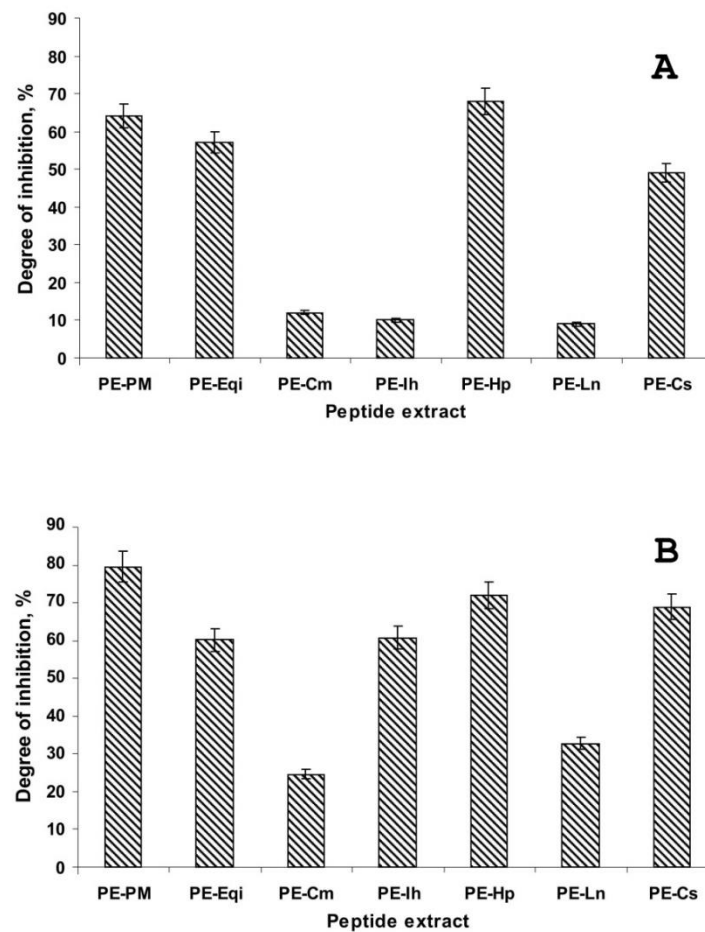 90
80
70
60
50
40
30
20
10
0
Degree of inhibition, %
A
PE-PM PE-Eqi PE-Cm PE-Ih PE-Hp PE-Ln PE-Cs
Peptide extract
90
80
70
60
50
40
30
20
10
0
Degree of inhibition, %
B
PE-PM PE-Eqi PE-Cm PE-Ih PE-Hp PE-Ln PE-Cs
Peptide extract